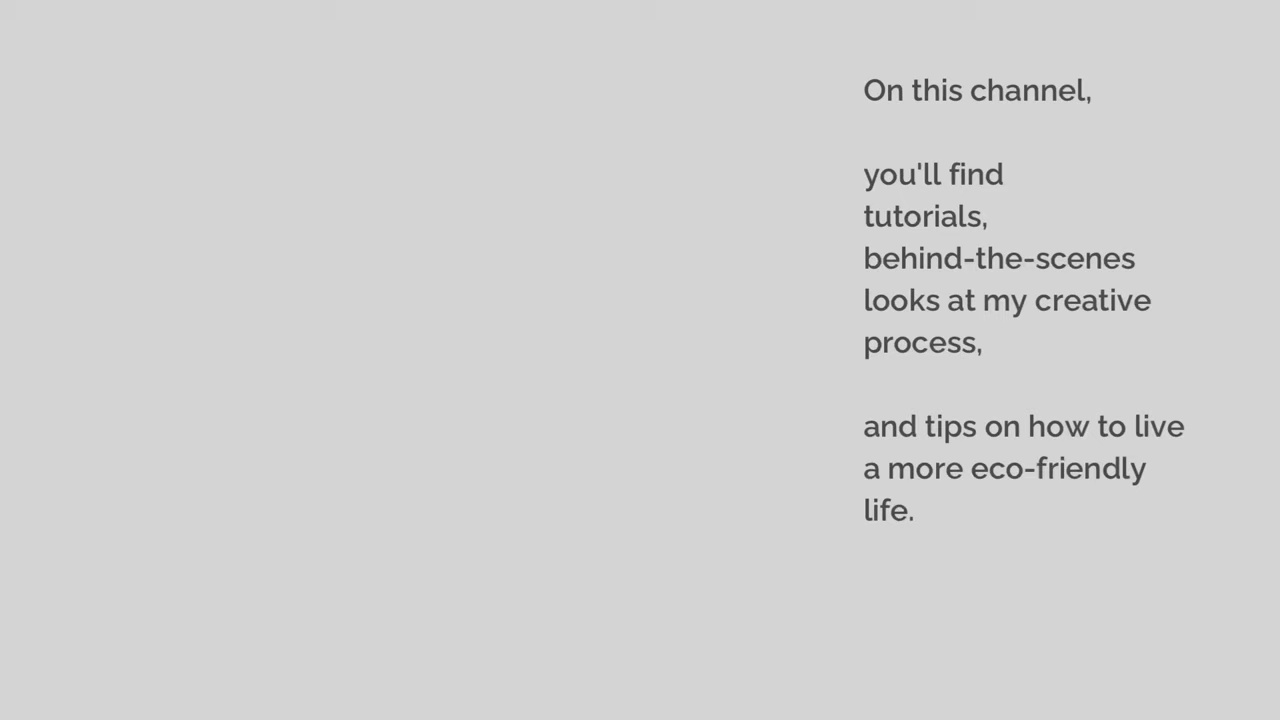 On this channel,
you'll find
tutorials,
behind-the-scenes
looks at my creative
process,
and tips on how to live
a more eco-friendly
life.